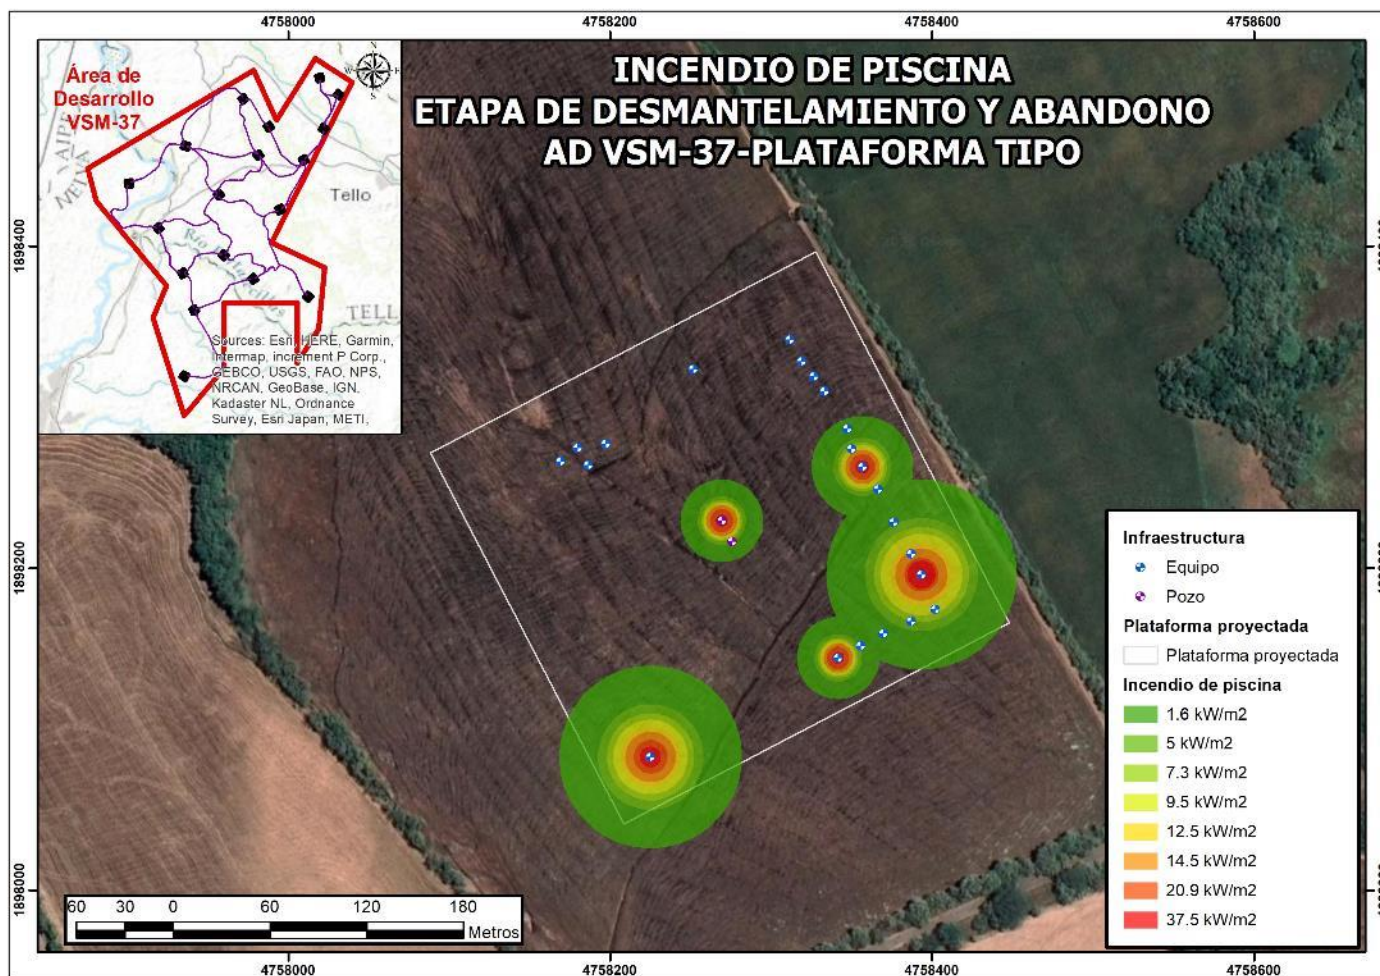 4758000
4758200
4758400
4758600
INCENDIO DE PISCINA
ETAPA DE DESMANTELAMIENTO Y ABANDONO
AD VSM-37-PLATAFORMA TIPO
Área de
Desarrollo
VSM-37
N
W
E
S
NEIVA
Tello
Río
TELL
Sources: Esri, HERE, Garmin,
Intermap, increment P Corp.,
GEBCO, USGS, FAO, NPS,
NRCAN, GeoBase, IGN,
Kadaster NL, Ordnance
Survey, Esri Japan, METI,
1898400
1898200
1898000
Infraestructura
Equipo
Pozo
Plataforma proyectada
Plataforma proyectada
Incendio de piscina
1.6 kW/m2
5 kW/m2
7.3 kW/m2
9.5 kW/m2
12.5 kW/m2
14.5 kW/m2
20.9 kW/m2
37.5 kW/m2
60 30 0 60 120 180
Metros
4758000
4758200
4758400
4758600